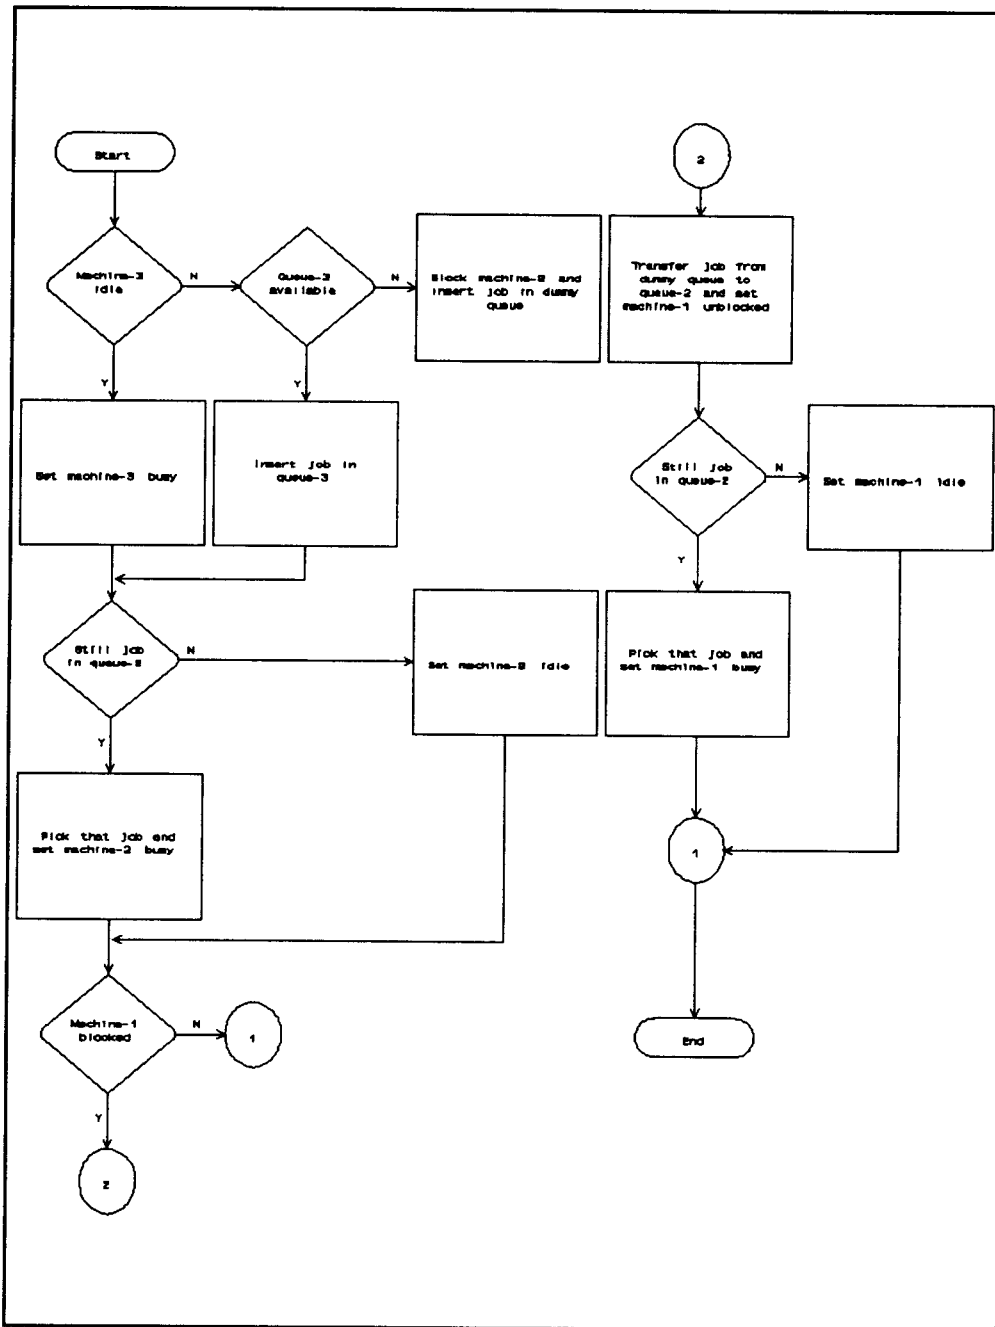 Start
Machine-3
idle
N
Queue-3
available
N
Block machine-2 and
insert job in dummy
queue
Y
Y
Set machine-3 busy
Insert job in
queue-3
Still job
in queue-2
N
Set machine-2 idle
Y
Pick that job and
set machine-2 busy
Machine-1
blocked
N
1
Y
2
2
Transfer job from
dummy queue to
queue-2 and set
machine-1 unblocked
Still job
in queue-2
N
Set machine-1 idle
Y
Pick that job and
set machine-1 busy
1
End